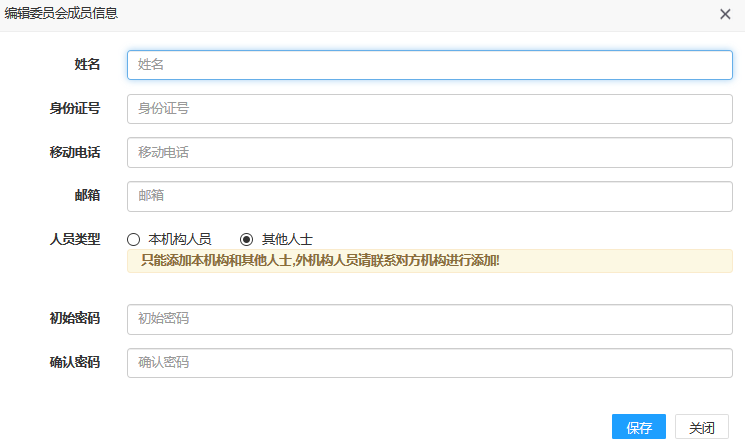 编辑委员会成员信息
姓名 姓名
身份证号 身份证号
移动电话 移动电话
邮箱 邮箱
人员类型 本机构人员 其他人士
只能添加本机构和其他人士,外机构人员请联系对方机构进行添加!
初始密码 初始密码
确认密码 确认密码
保存 关闭